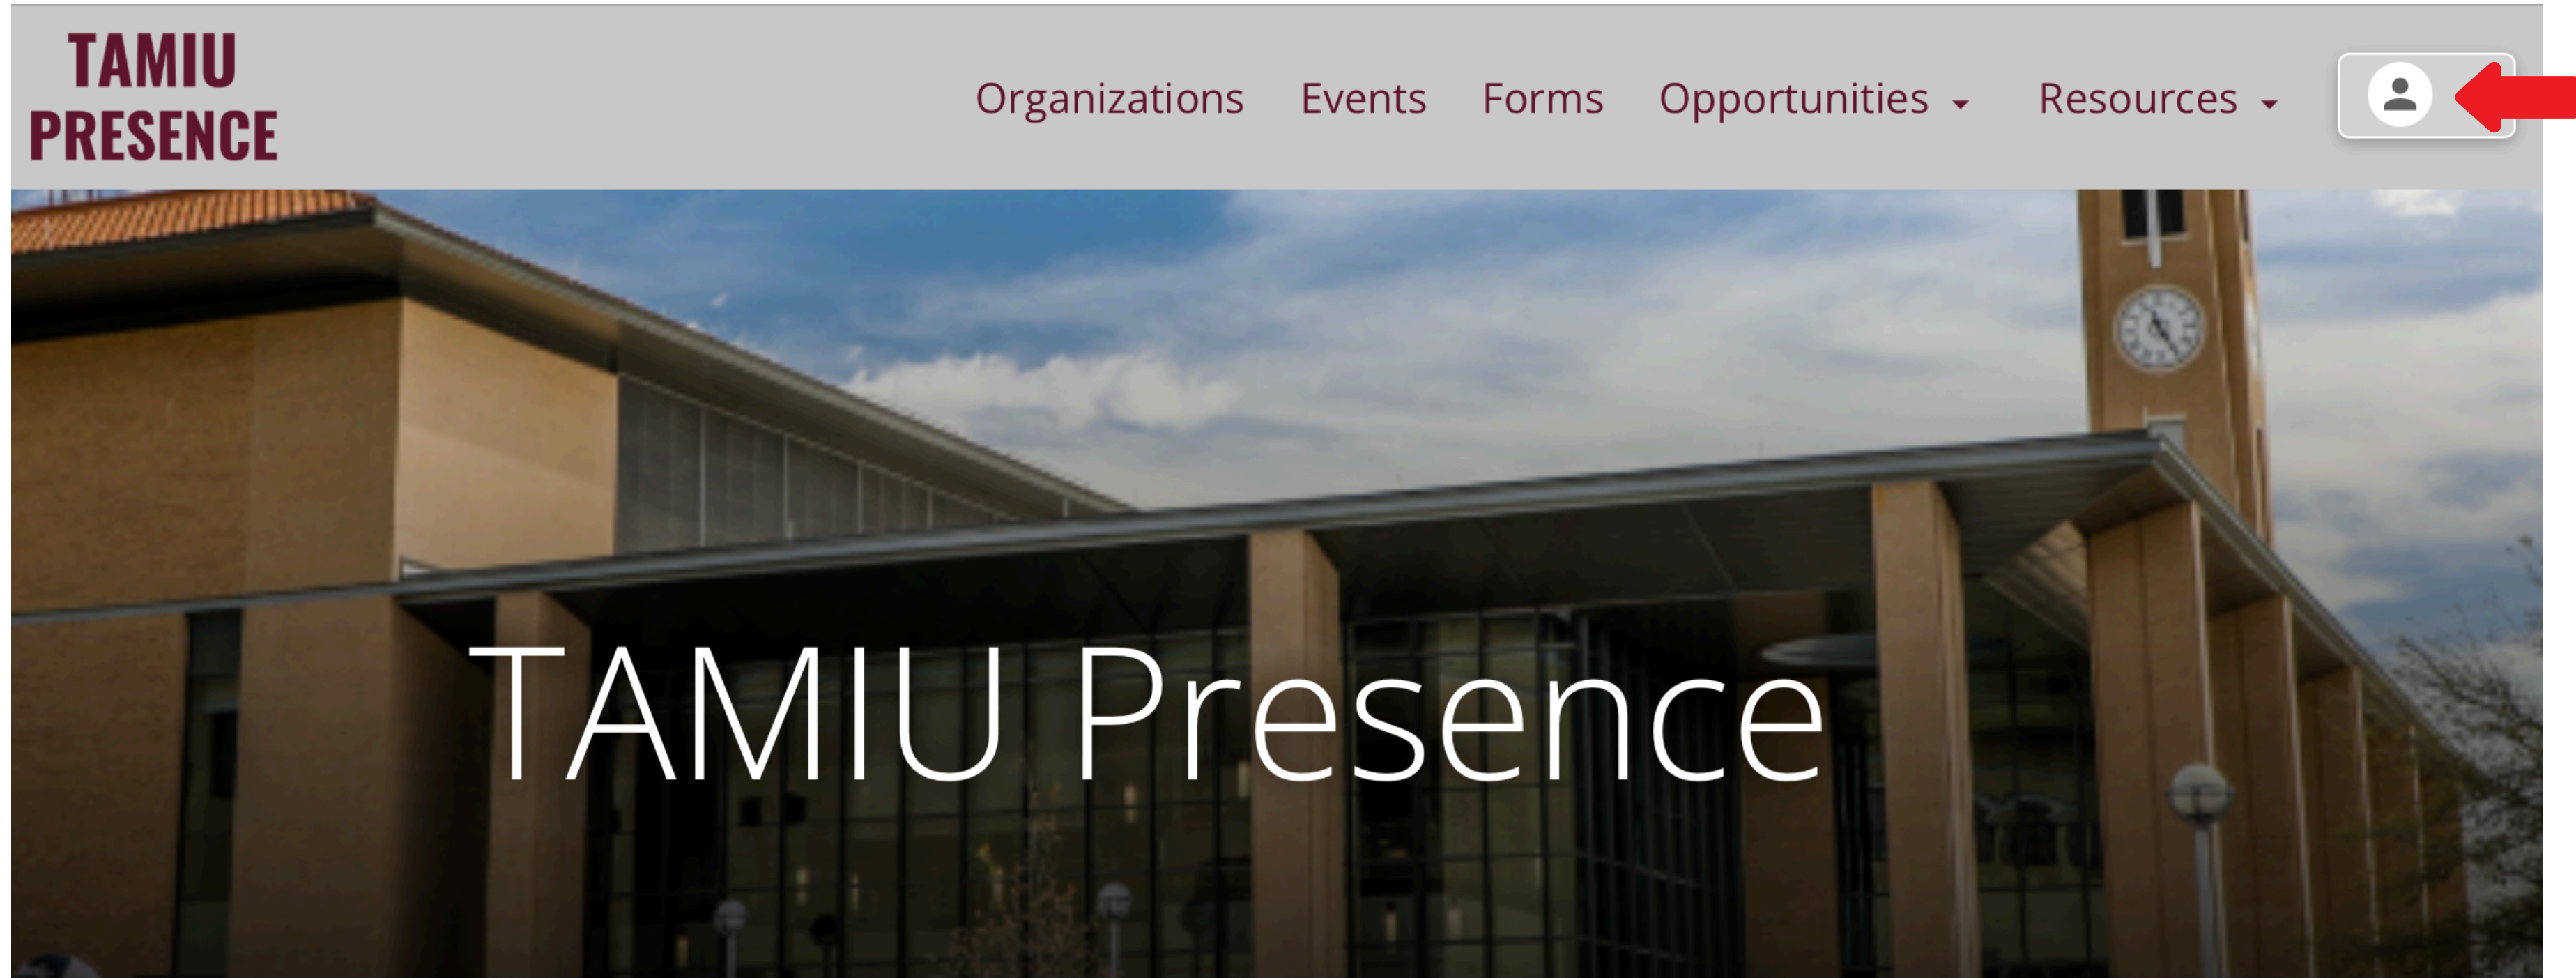 TAMIU
PRESENCE
Organizations Events Forms Opportunities Resources
TAMIU Presence